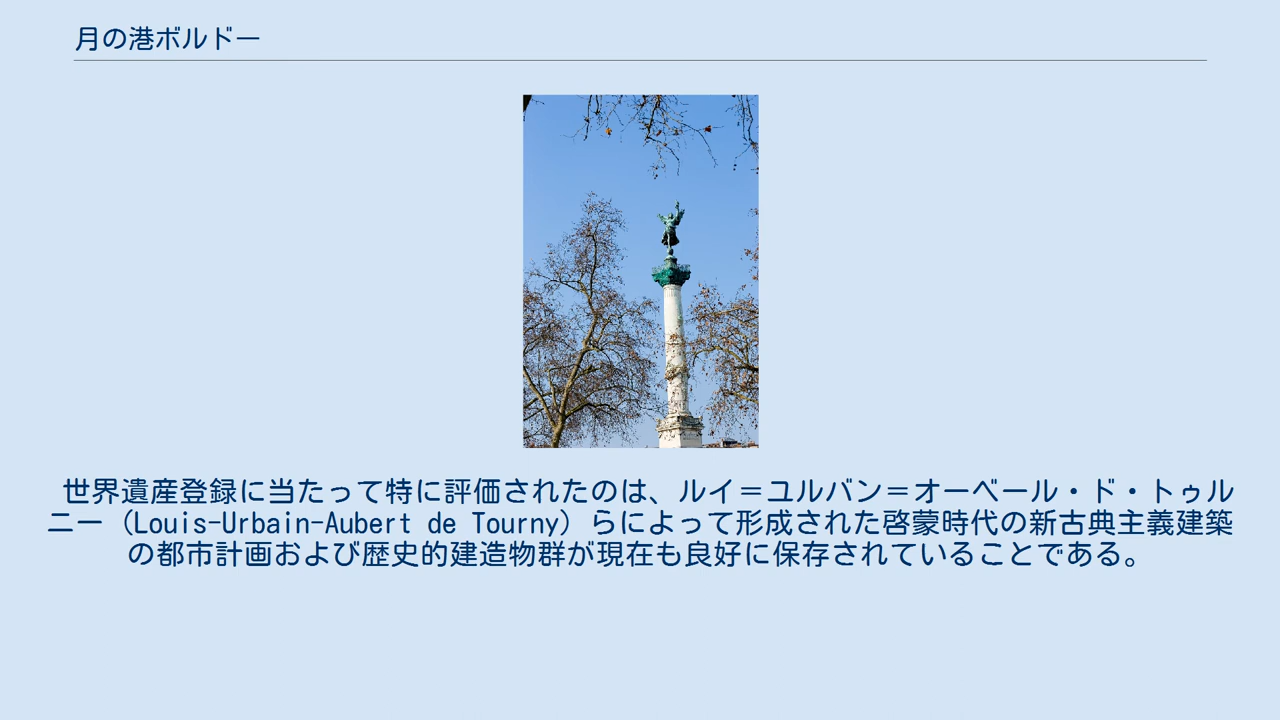 月の港ボルドー
世界遺産登録に当たって特に評価されたのは、ルイ＝ユルバン＝オーベール・ド・トゥル
ニー（Louis-Urbain-Aubert de Tourny）らによって形成された啓蒙時代の新古典主義建築
の都市計画および歴史的建造物群が現在も良好に保存されていることである。